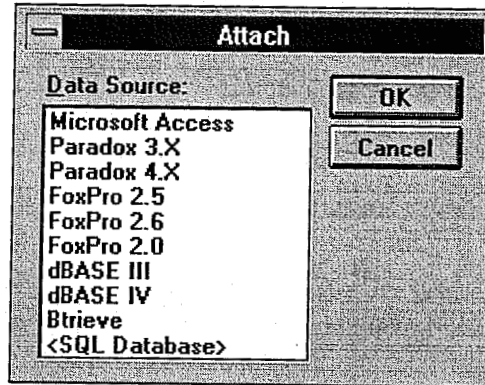 Attach
Data Source:
Microsoft Access
Paradox 3.X
Paradox 4.X
FoxPro 2.5
FoxPro 2.6
FoxPro 2.0
dBASE III
dBASE IV
Btrieve
<SQL Database>
OK
Cancel